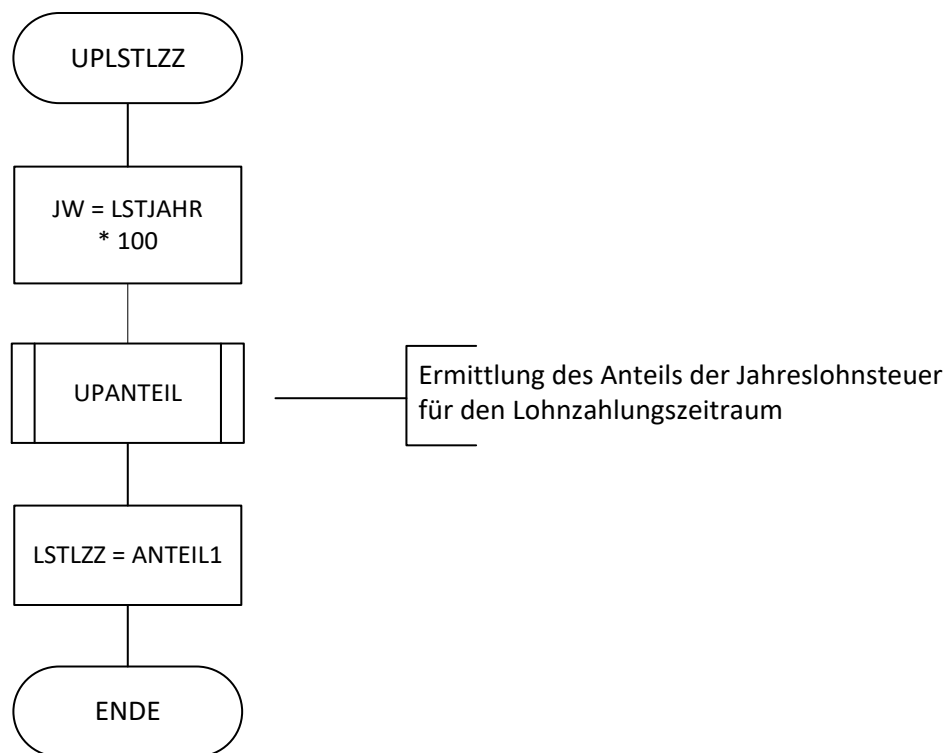 UPLSTLZZ
JW = LSTJAHR
* 100
UPANTEIL
Ermittlung des Anteils der Jahreslohnsteuer
für den Lohnzahlungszeitraum
LSTLZZ = ANTEIL1
ENDE